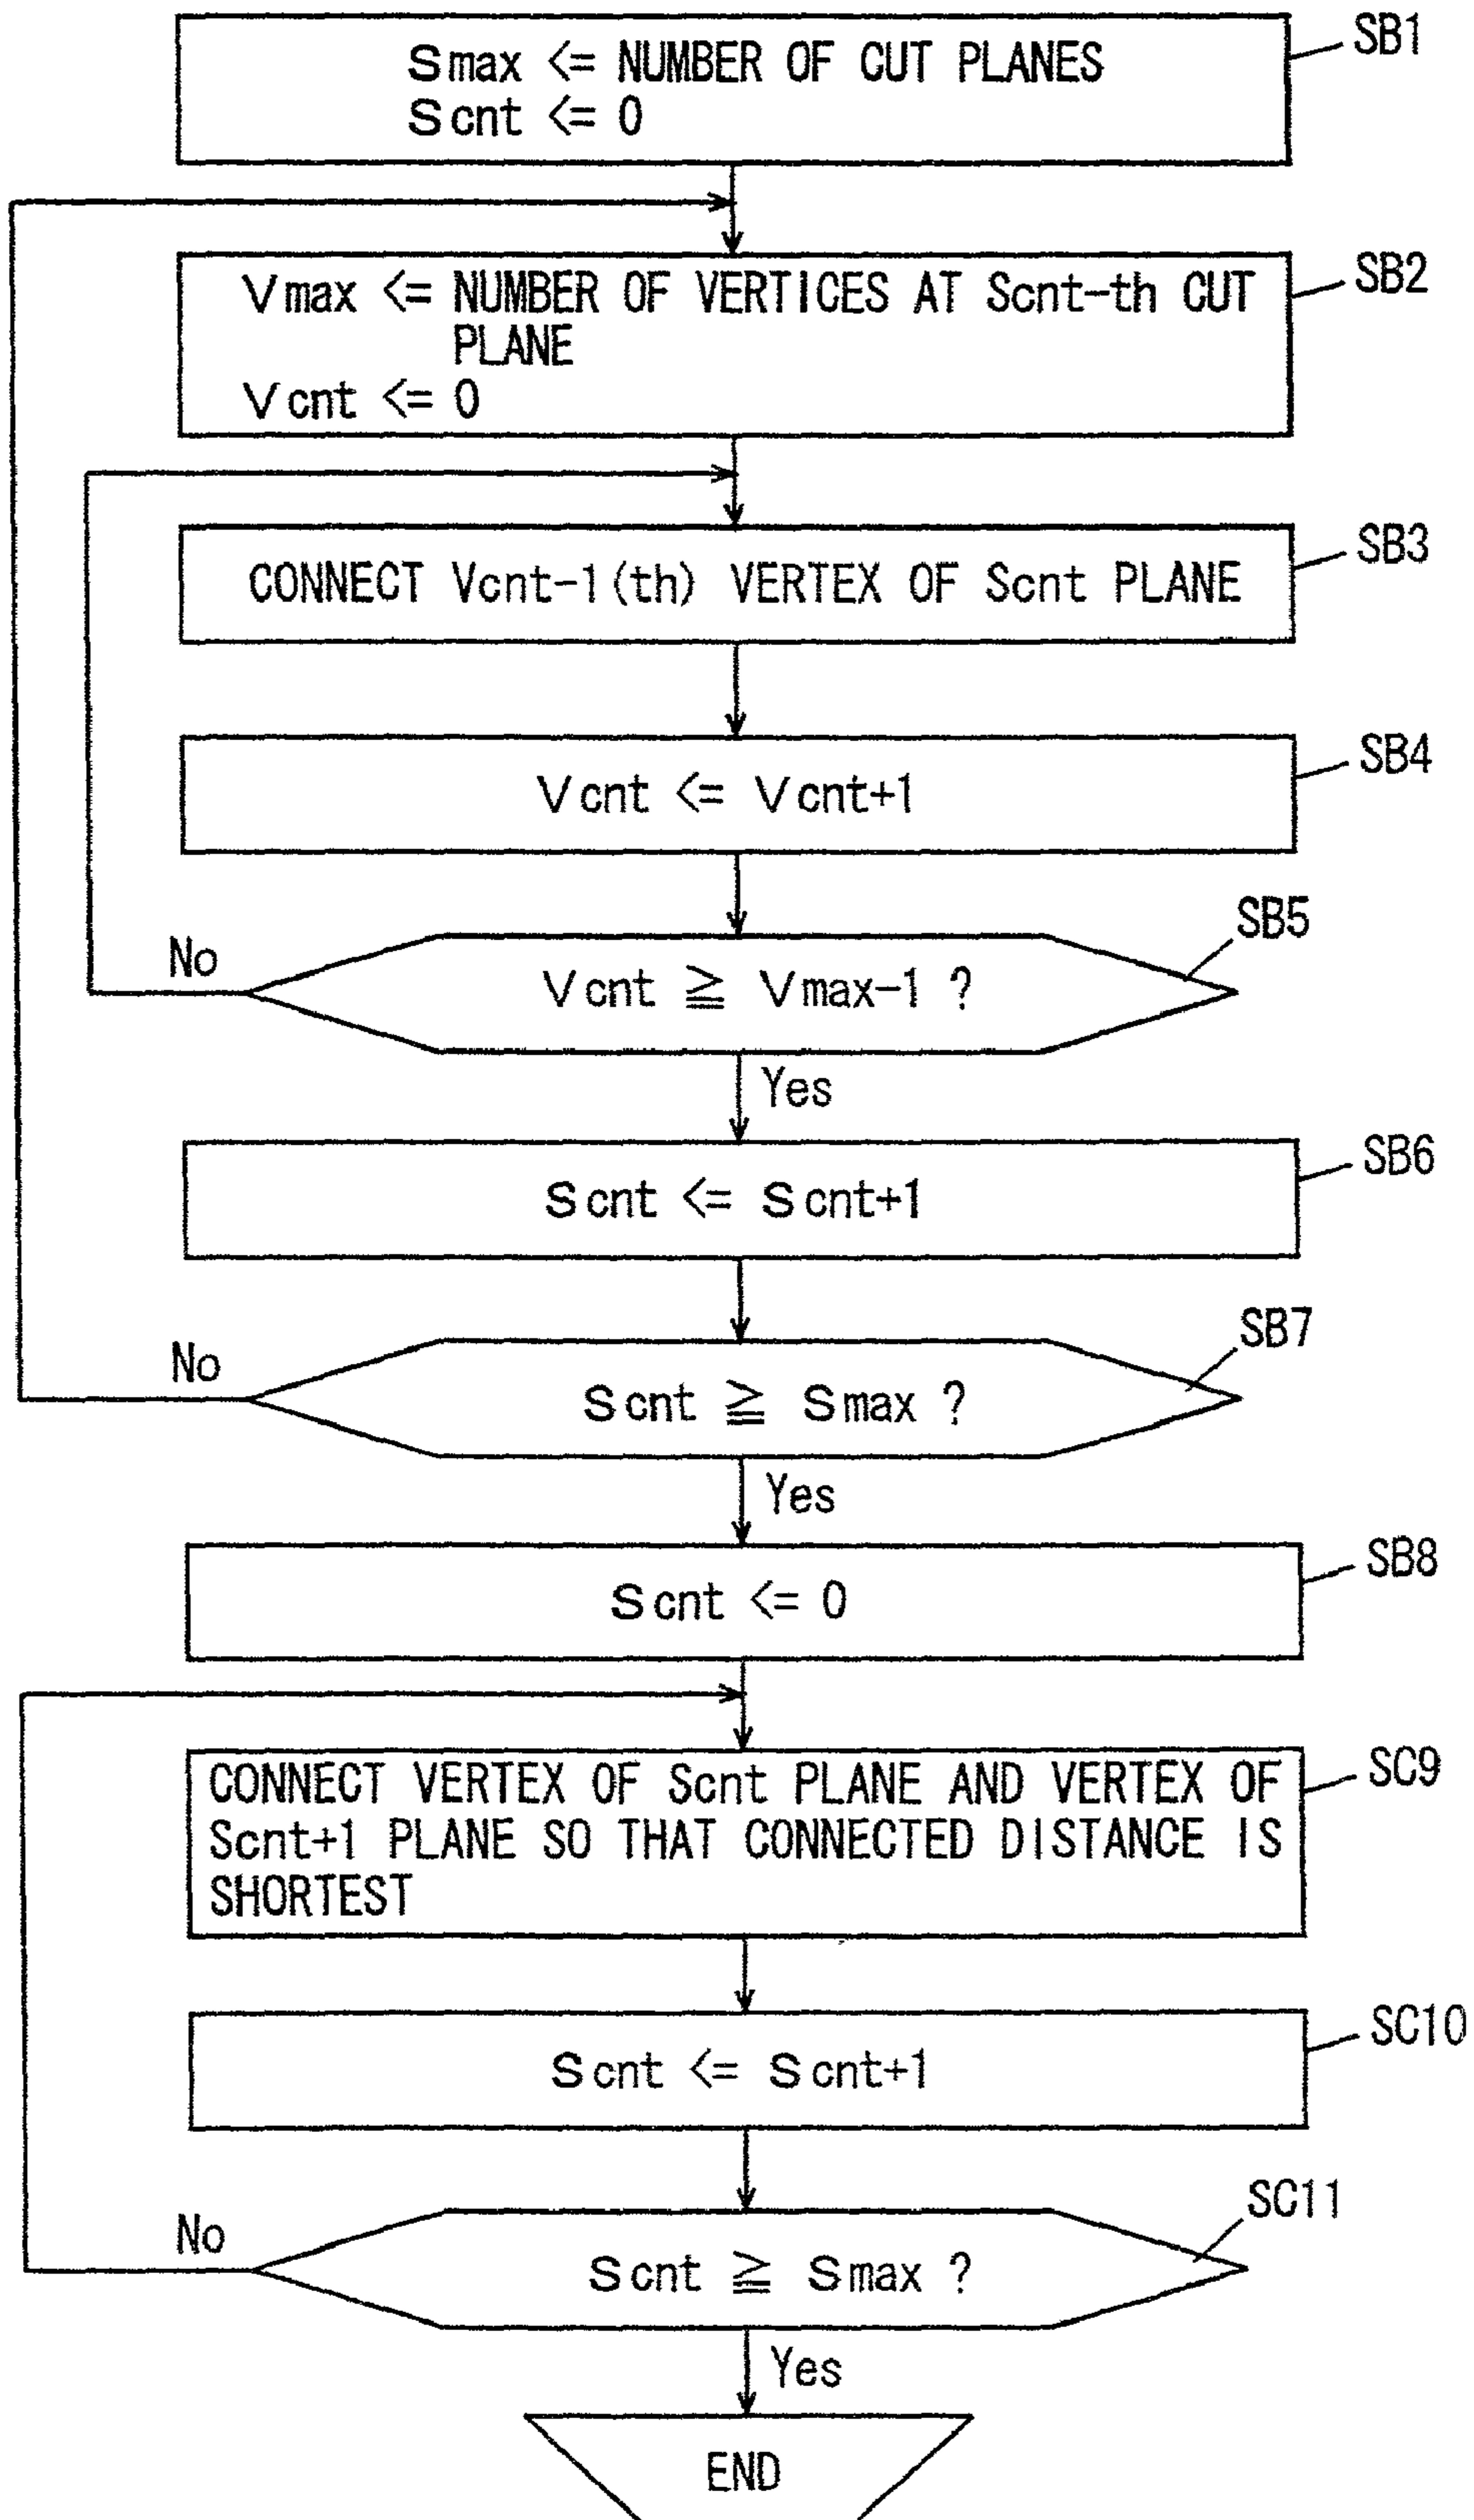 SB1
Smax <= NUMBER OF CUT PLANES
Scnt <= 0
SB2
Vmax <= NUMBER OF VERTICES AT Scnt-th CUT
PLANE
Vcnt <= 0
SB3
CONNECT Vcnt-1(th) VERTEX OF Scnt PLANE
SB4
Vcnt <= Vcnt+1
SB5
No
Vcnt ≧ Vmax-1 ?
Yes
SB6
Scnt <= Scnt+1
SB7
No
Scnt ≧ Smax ?
Yes
SB8
Scnt <= 0
SC9
CONNECT VERTEX OF Scnt PLANE AND VERTEX OF
Scnt+1 PLANE SO THAT CONNECTED DISTANCE IS
SHORTEST
SC10
Scnt <= Scnt+1
SC11
No
Scnt ≧ Smax ?
Yes
END